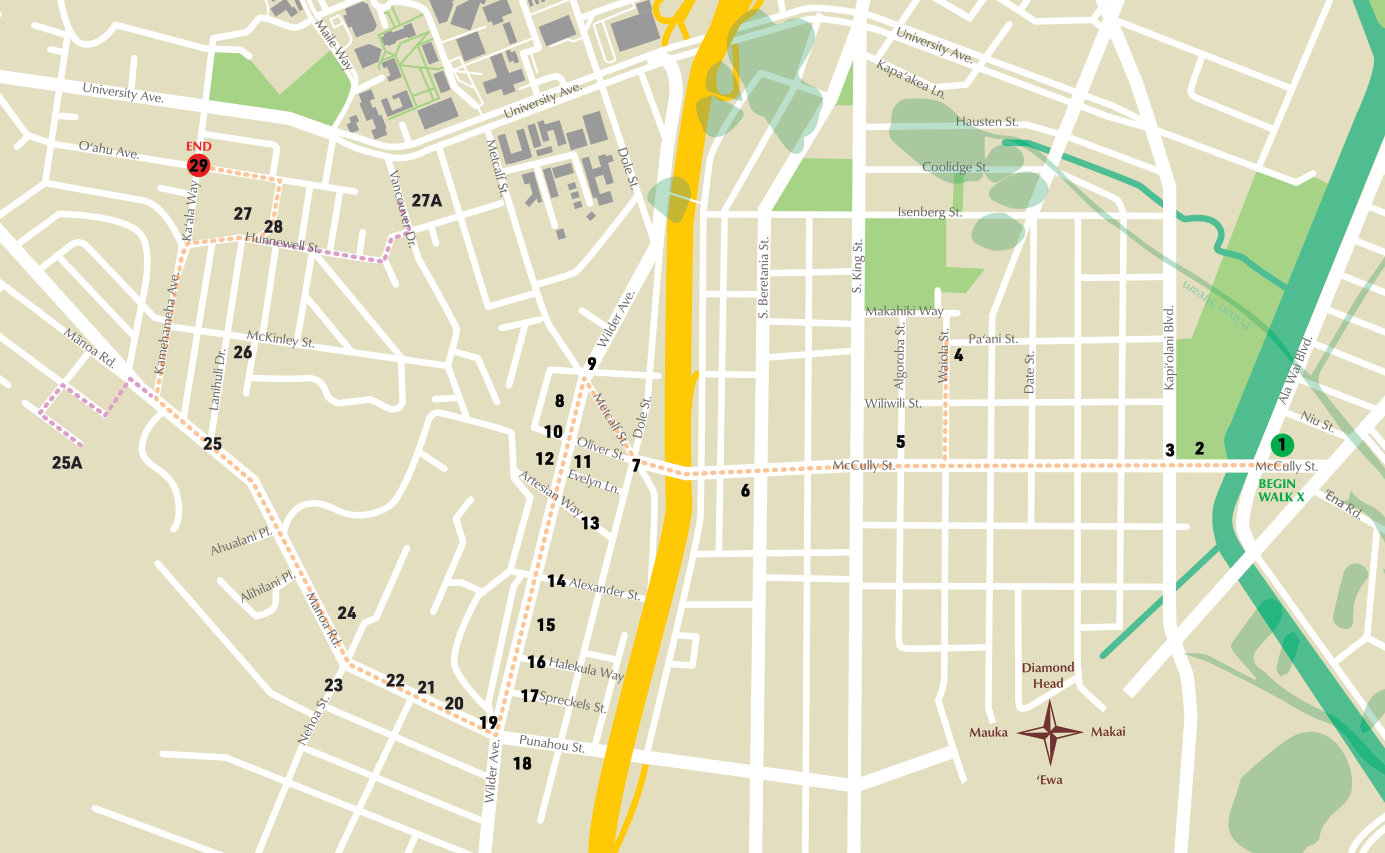 Maile Way
University Ave.
University Ave.
University Ave.
Kapa‘akea Ln.
Hausten St.
Coolidge St.
Isenberg St.
END
29
O‘ahu Ave.
Ka‘ala Way
27
28
Hunnewell St.
Vancouver Dr.
27A
Metcalf St.
Dole St.
S. Beretania St.
S. King St.
Makahiki Way
Algoroba St.
Waiola St.
4
Pa‘ani St.
Date St.
Kapi‘olani Blvd.
Ala Wai Blvd.
Niu St.
Wiliwili St.
5
McCully St.
3
2
1
McCully St.
BEGIN
WALK X
‘Ena Rd.
Mānoa Rd.
Kamehameha Ave.
Lanihuli Dr.
McKinley St.
26
25
25A
Wilder Ave.
9
8
10
12
11
Metcalf St.
Dole St.
Oliver St.
7
6
Evelyn Ln.
Artesian Way
13
14
Alexander St.
15
16
Halekula Way
17
Spreckels St.
Ahualani Pl.
Alihilani Pl.
Mānoa Rd.
24
23
Nehoa St.
22
21
20
19
Punahou St.
18
Wilder Ave.
Diamond
Head
Mauka
Makai
‘Ewa